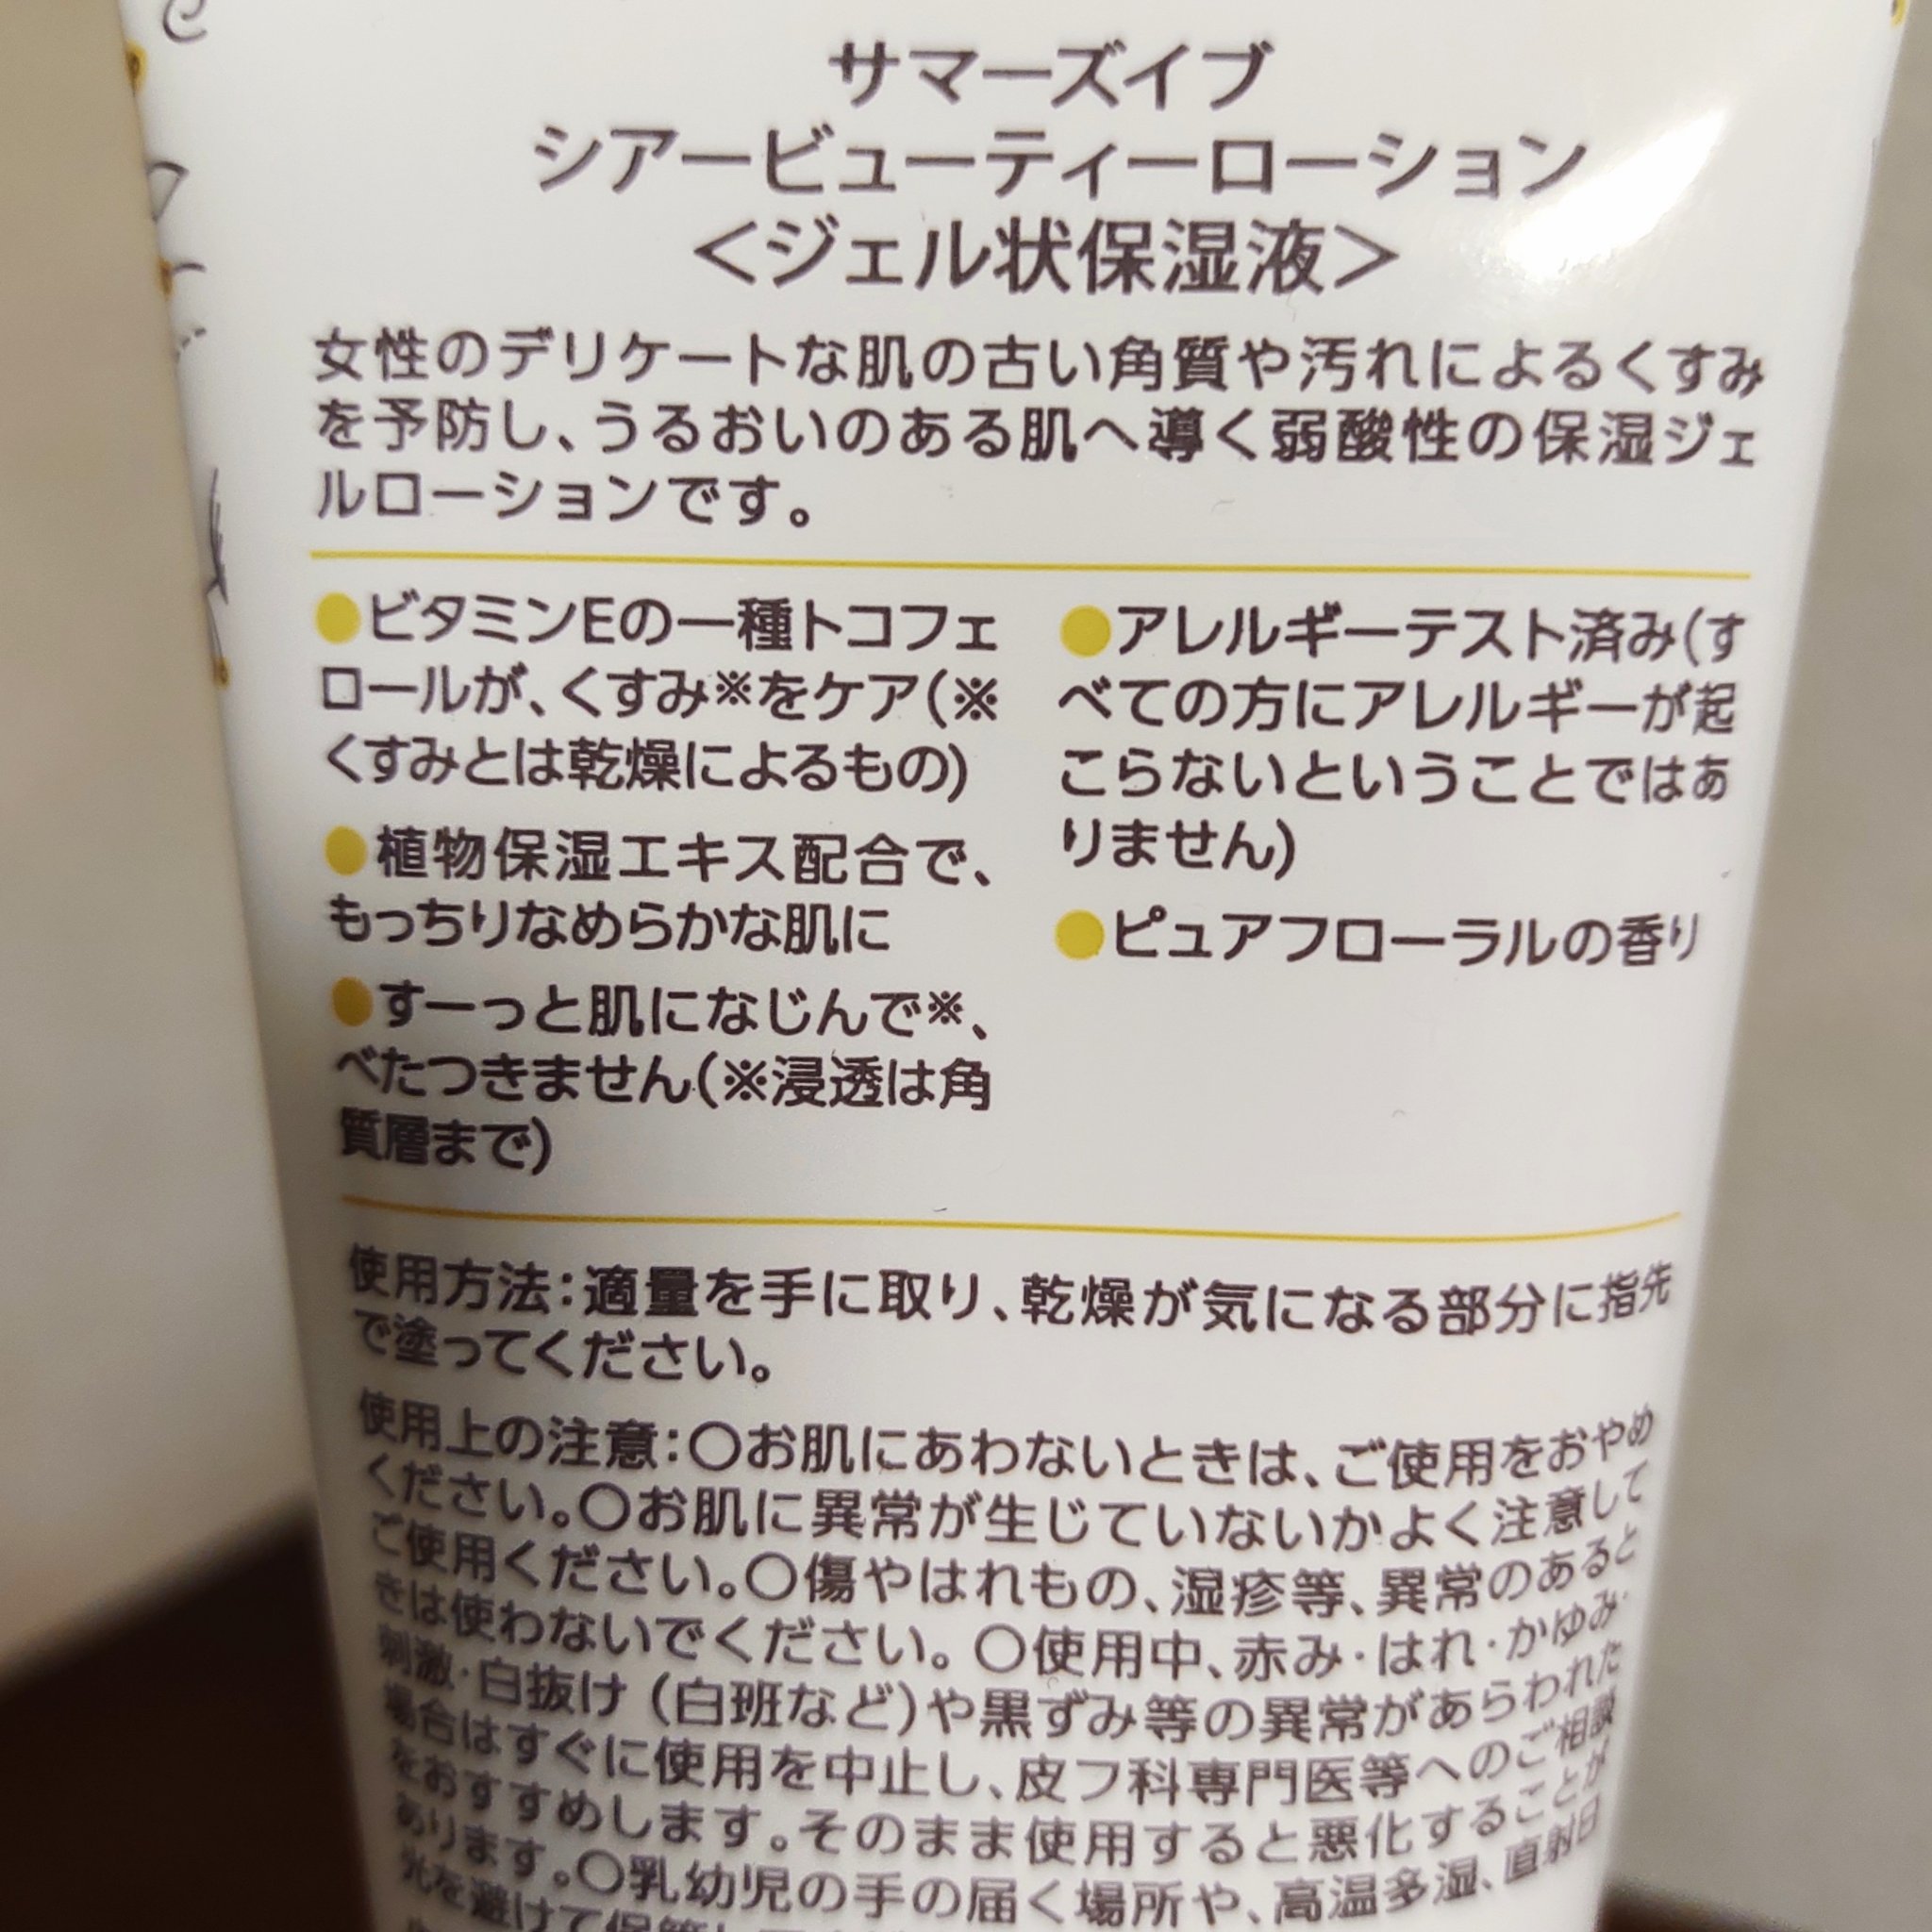 サマーズイブ
シアービューティーローション
＜ジェル状保湿液＞
女性のデリケートな肌の古い角質や汚れによるくすみ
を予防し、うるおいのある肌へ導く弱酸性の保湿ジェ
ルローションです。
●ビタミンEの一種トコフェ
ロールが、くすみ※をケア（※
くすみとは乾燥によるもの）
●植物保湿エキス配合で、
もっちりなめらかな肌に
●すーっと肌になじんで※、
べたつきません（※浸透は角
質層まで）
●アレルギーテスト済み（す
べての方にアレルギーが起
こらないということではあ
りません）
●ピュアフローラルの香り
使用方法：適量を手に取り、乾燥が気になる部分に指先
で塗ってください。
使用上の注意：○お肌にあわないときは、ご使用をおやめ
ください。○お肌に異常が生じていないかよく注意して
ご使用ください。○傷やはれもの、湿疹等、異常のあると
きは使わないでください。○使用中、赤み・はれ・かゆみ・
刺激・白抜け（白斑など）や黒ずみ等の異常があらわれた
場合はすぐに使用を中止し、皮フ科専門医等へのご相談
をおすすめします。そのまま使用すると悪化することが
あります。○乳幼児の手の届く場所や、高温多湿、直射日
光を避けて保管し